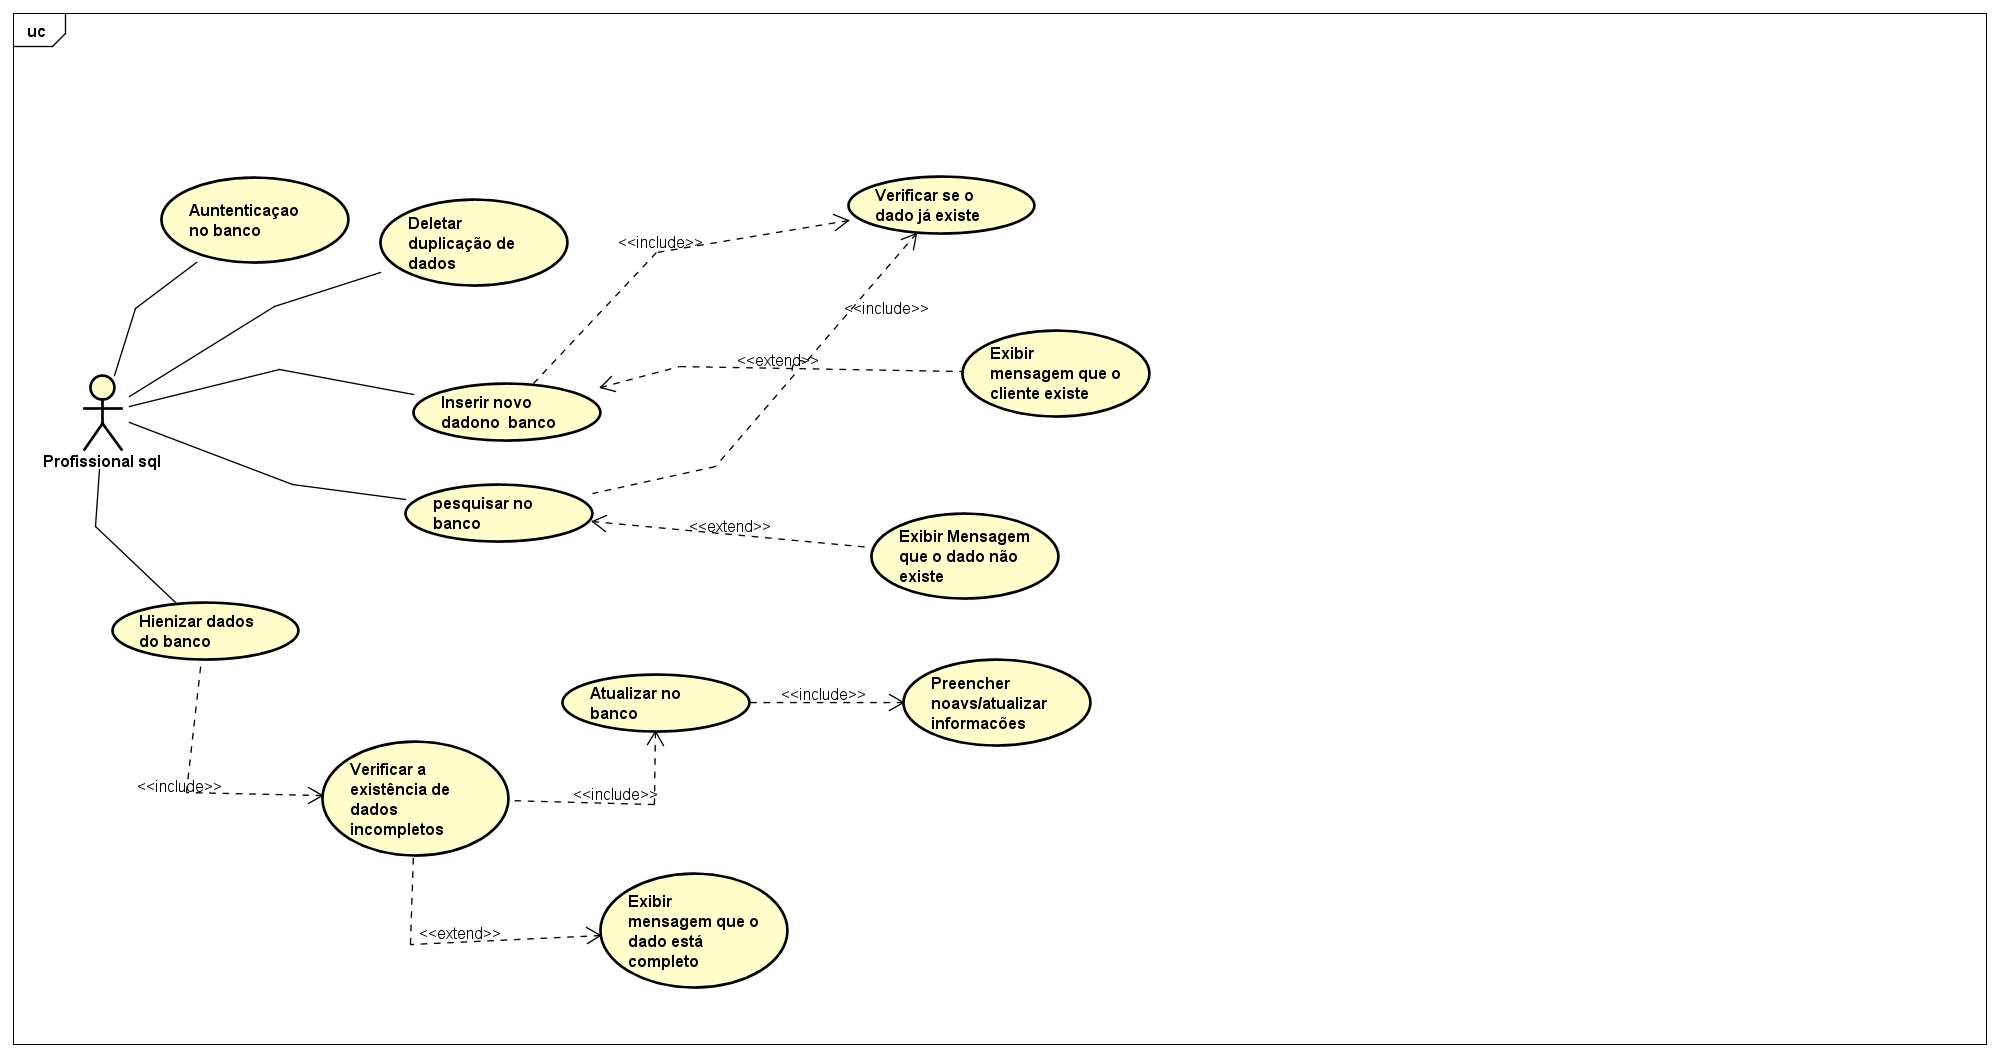 uc
Auntenticaçao
no banco
Deletar
duplicação de
dados
Verificar se o
dado já existe
<<include>>
<<include>>
Exibir
mensagem que o
cliente existe
<<extend>>
Inserir novo
dadono  banco
Profissional sql
pesquisar no
banco
<<extend>>
Exibir Mensagem
que o dado não
existe
Hienizar dados
do banco
Atualizar no
banco
<<include>>
Preencher
noavs/atualizar
informacões
<<include>>
Verificar a
existência de
dados
incompletos
<<include>>
<<extend>>
Exibir
mensagem que o
dado está
completo